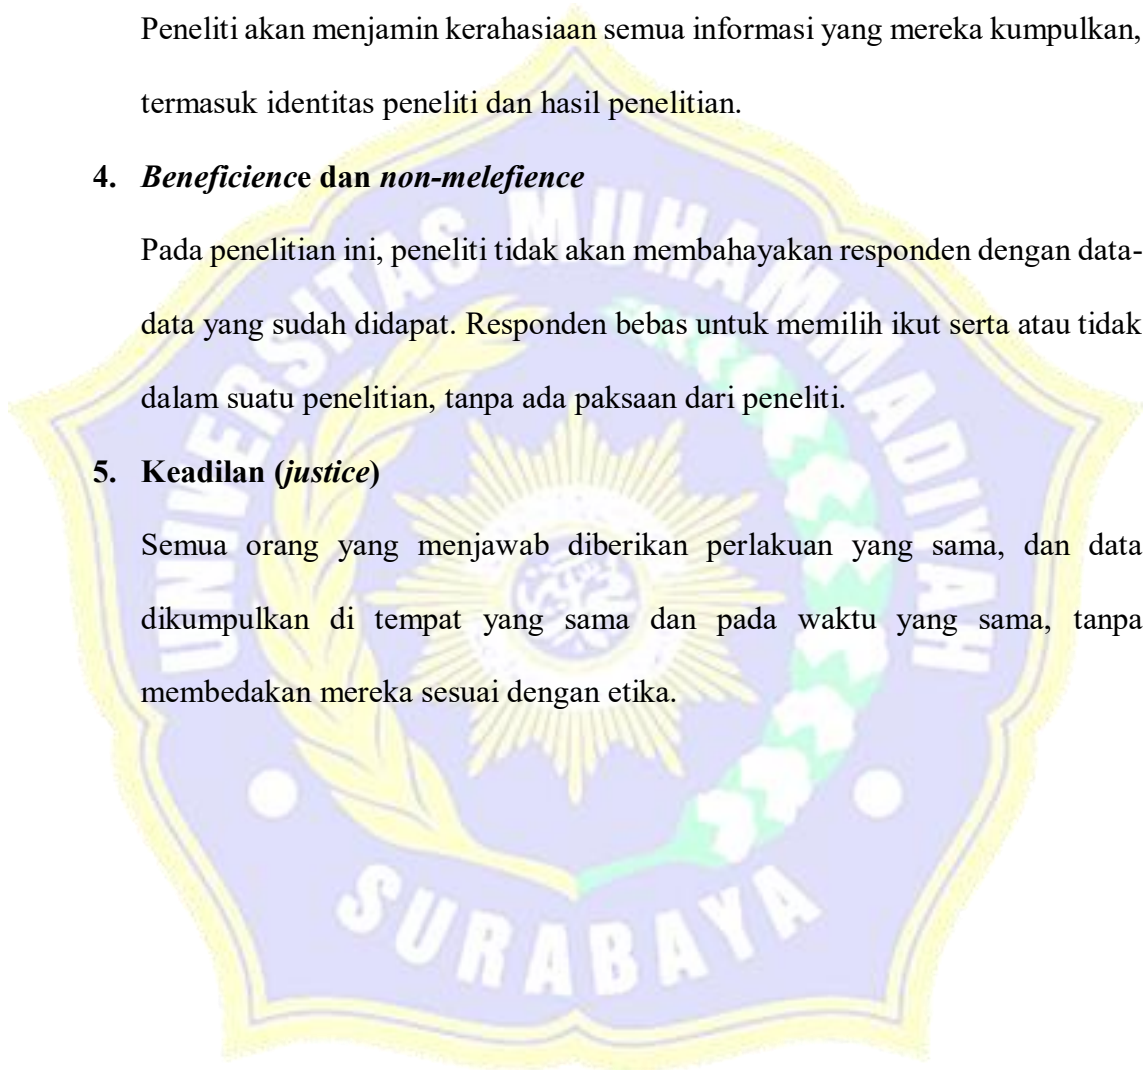 Peneliti akan menjamin kerahasiaan semua informasi yang mereka kumpulkan,
termasuk identitas peneliti dan hasil penelitian.
4. Beneficience dan non-melefience
Pada penelitian ini, peneliti tidak akan membahayakan responden dengan data-
data yang sudah didapat. Responden bebas untuk memilih ikut serta atau tidak
dalam suatu penelitian, tanpa ada paksaan dari peneliti.
5. Keadilan (justice)
Semua orang yang menjawab diberikan perlakuan yang sama, dan data
dikumpulkan di tempat yang sama dan pada waktu yang sama, tanpa
membedakan mereka sesuai dengan etika.
UNIVERSITAS MUHAMMADIYAH
SURABAYA